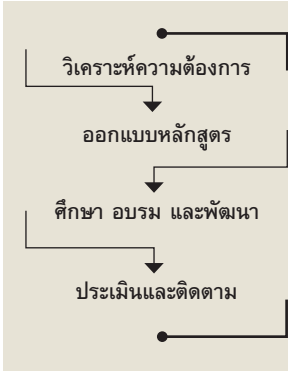 วิเคราะห์ความต้องการ
ออกแบบหลักสูตร
ศึกษา อบรม และพัฒนา
ประเมินและติดตาม